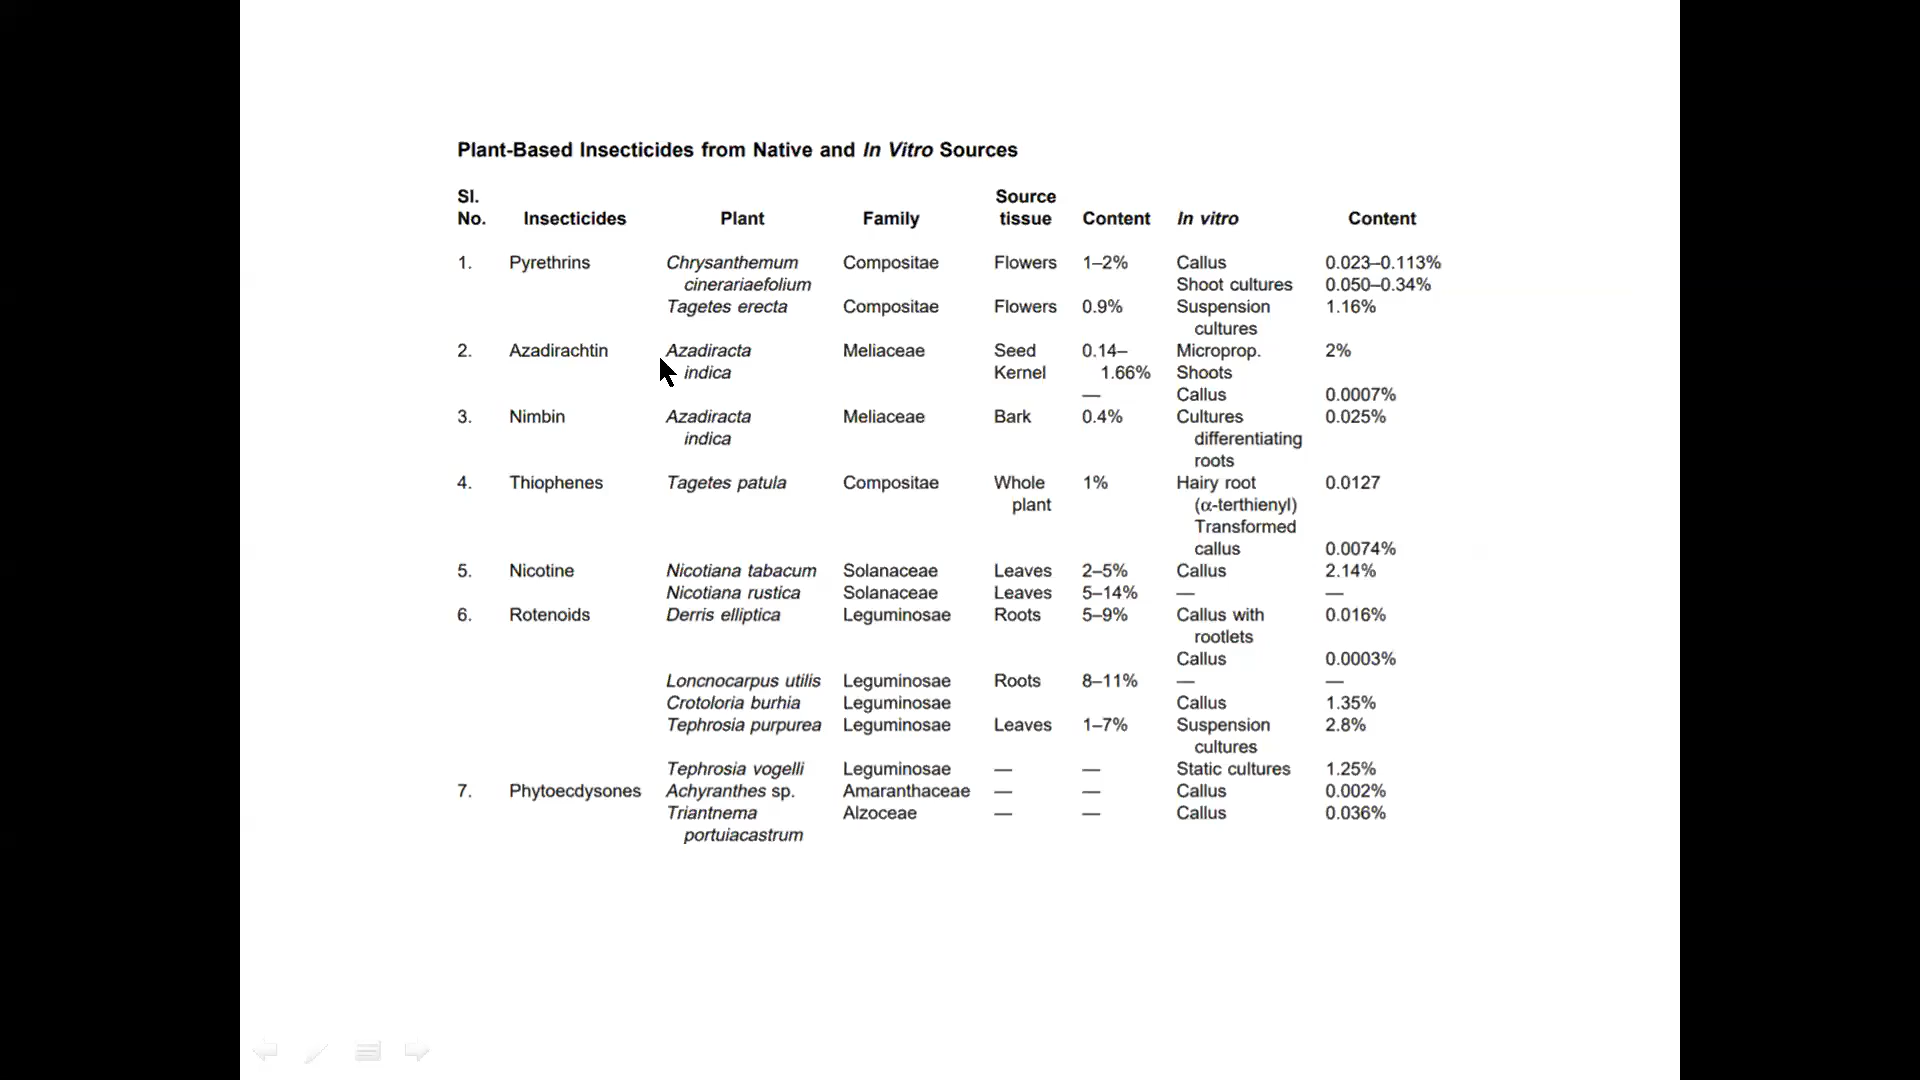 Plant-Based Insecticides from Native and In Vitro Sources
Sl. Source
No. Insecticides Plant Family tissue Content In vitro Content
1. Pyrethrins Chrysanthemum Compositae Flowers 1–2% Callus 0.023–0.113%
cinerariaefolium Shoot cultures 0.050–0.34%
Tagetes erecta Compositae Flowers 0.9% Suspension 1.16%
cultures
2. Azadirachtin Azadiracta Meliaceae Seed 0.14– Microprop. 2%
indica Kernel 1.66% Shoots
— Callus 0.0007%
3. Nimbin Azadiracta Meliaceae Bark 0.4% Cultures 0.025%
indica differentiating
roots
4. Thiophenes Tagetes patula Compositae Whole 1% Hairy root 0.0127
plant (α-terthienyl)
Transformed
callus 0.0074%
5. Nicotine Nicotiana tabacum Solanaceae Leaves 2–5% Callus 2.14%
Nicotiana rustica Solanaceae Leaves 5–14% — —
6. Rotenoids Derris elliptica Leguminosae Roots 5–9% Callus with 0.016%
rootlets
Callus 0.0003%
Loncnocarpus utilis Leguminosae Roots 8–11% — —
Crotoloria burhia Leguminosae Callus 1.35%
Tephrosia purpurea Leguminosae Leaves 1–7% Suspension 2.8%
cultures
Tephrosia vogelli Leguminosae — — Static cultures 1.25%
7. Phytoecdysones Achyranthes sp. Amaranthaceae — — Callus 0.002%
Triantnema Alzoceae — — Callus 0.036%
portuiacastrum